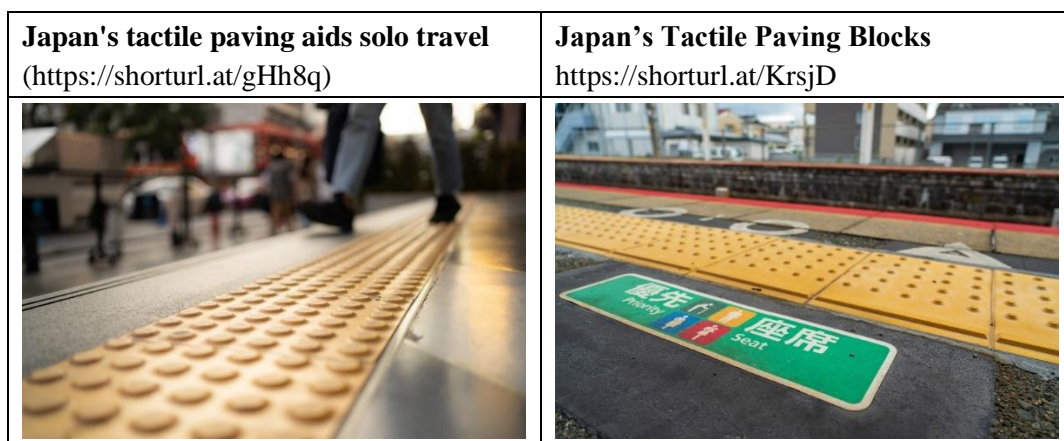 Japan's tactile paving aids solo travel
(https://shorturl.at/gHh8q)
Japan’s Tactile Paving Blocks
https://shorturl.at/KrsjD
優先 座席
Priority Seat